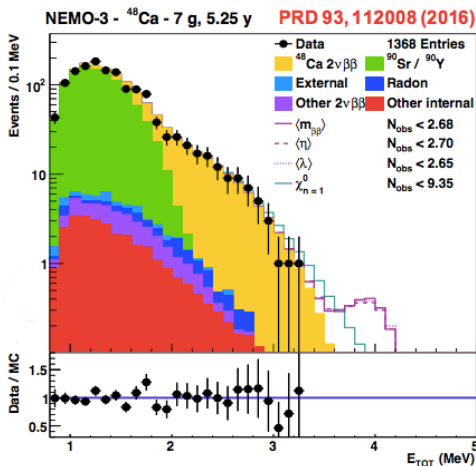 NEMO-3 - ⁴⁸Ca - 7 g, 5.25 y PRD 93, 112008 (2016)
Events / 0.1 MeV
10²
10
1
Data 1368 Entries
⁴⁸Ca 2νββ ⁹⁰Sr / ⁹⁰Y
External Radon
Other 2νββ Other internal
⟨m_ββ⟩ N_obs < 2.68
⟨η⟩ N_obs < 2.70
⟨λ⟩ N_obs < 2.65
χ⁰_n=1 N_obs < 9.35
Data / MC
1.5
1
0.5
1 2 3 4 5
E_TOT (MeV)